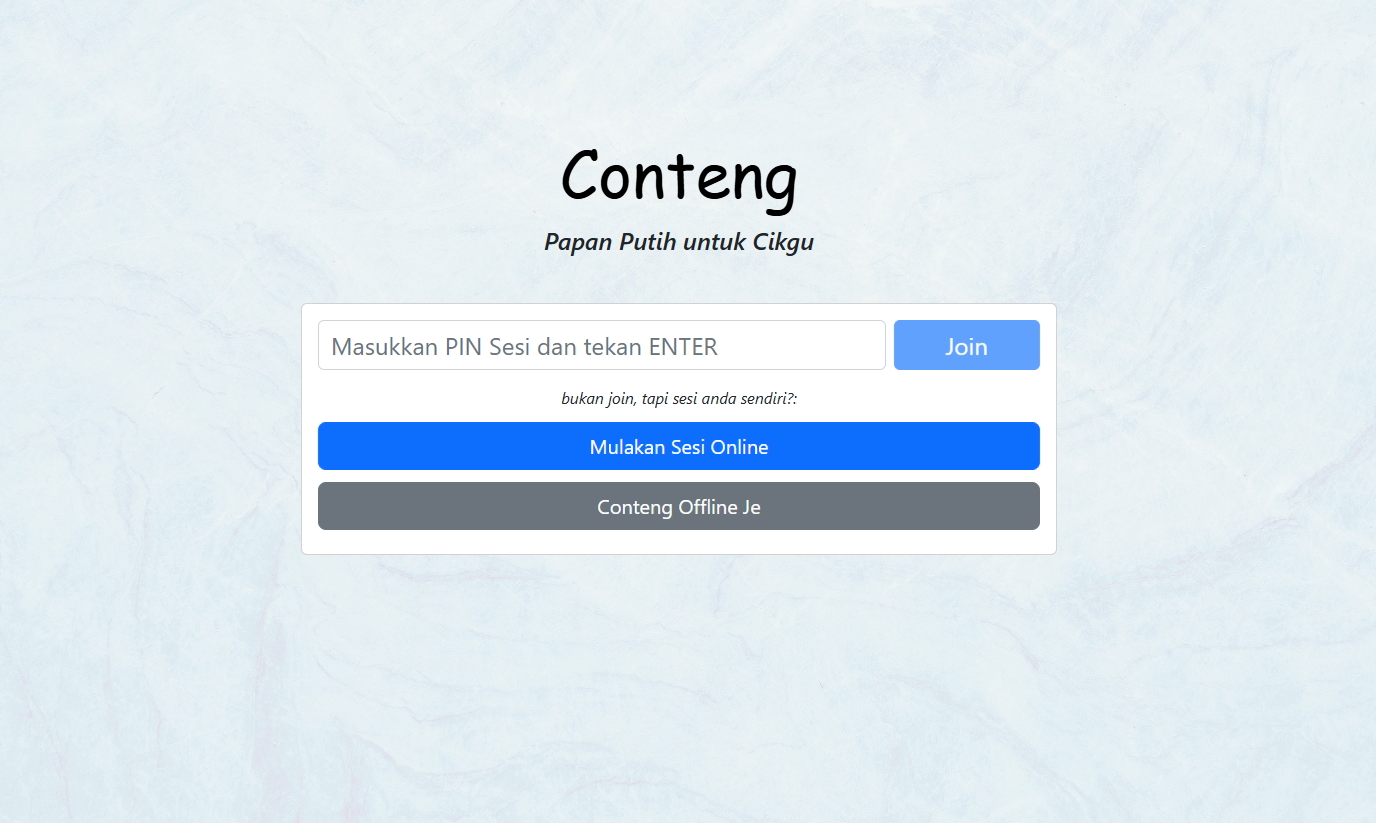 Conteng
Papan Putih untuk Cikgu
Masukkan PIN Sesi dan tekan ENTER
Join
bukan join, tapi sesi anda sendiri?:
Mulakan Sesi Online
Conteng Offline Je